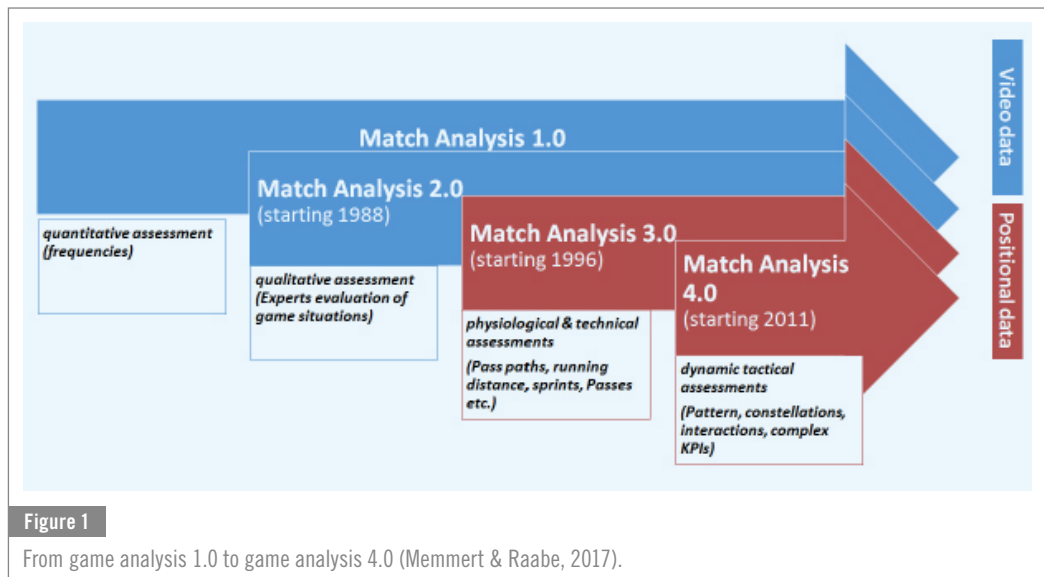 Match Analysis 1.0
Video data
Match Analysis 2.0
(starting 1988)
quantitative assessment
(frequencies)
Match Analysis 3.0
(starting 1996)
Positional data
qualitative assessment
(Experts evaluation of
game situations)
Match Analysis
4.0
(starting 2011)
physiological & technical
assessments
(Pass paths, running
distance, sprints, Passes
etc.)
dynamic tactical
assessments
(Pattern, constellations,
interactions, complex
KPIs)
Figure 1
From game analysis 1.0 to game analysis 4.0 (Memmert & Raabe, 2017).